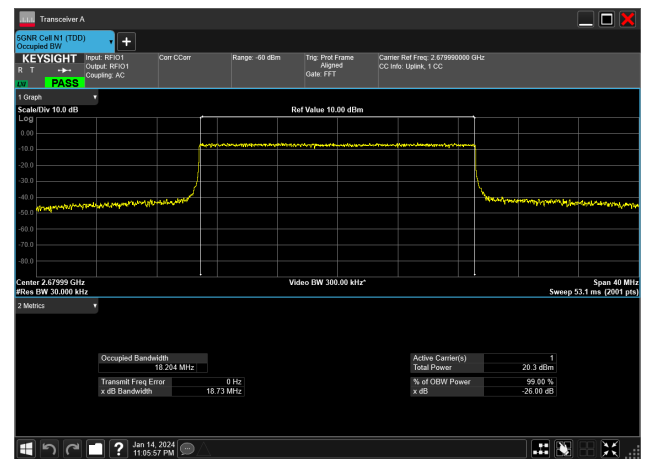 Transceiver A
5GNR Cell N1 (TDD)
Occupied BW
KEYSIGHT
R T
LNI
PASS
Input: RFIO1
Output: RFIO1
Coupling: AC
Corr CCorr
Range: -60 dBm
Trig: Prot Frame
Aligned
Gate: FFT
Carrier Ref Freq: 2.679990000 GHz
CC Info: Uplink, 1 CC
1 Graph
Scale/Div 10.0 dB
Ref Value 10.00 dBm
Log
0.00
-10.0
-20.0
-30.0
-40.0
-50.0
-60.0
-70.0
-80.0
Center 2.67999 GHz
Video BW 300.00 kHz^
Span 40 MHz
#Res BW 30.000 kHz
Sweep 53.1 ms (2001 pts)
2 Metrics
Occupied Bandwidth
18.204 MHz
Transmit Freq Error 0 Hz
x dB Bandwidth 18.73 MHz
Active Carrier(s) 1
Total Power 20.3 dBm
% of OBW Power 99.00 %
x dB -26.00 dB
?
Jan 14, 2024
11:05:57 PM